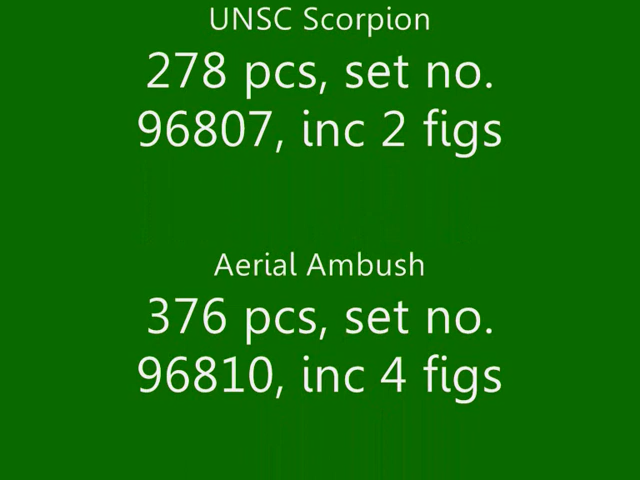 UNSC Scorpion
278 pcs, set no.
96807, inc 2 figs
Aerial Ambush
376 pcs, set no.
96810, inc 4 figs